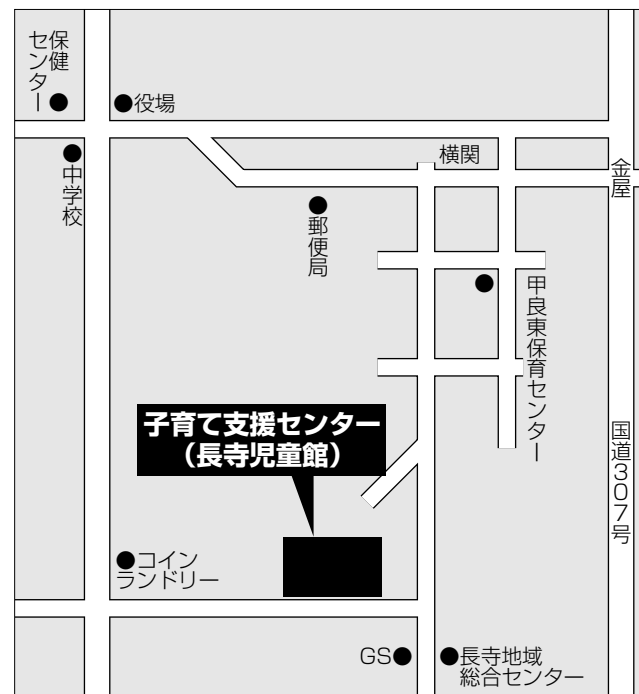 保健
センター
役場
中学校
横関
金屋
郵便局
甲良東保育センター
子育て支援センター
（長寺児童館）
国道307号
コイン
ランドリー
GS
長寺地域
総合センター